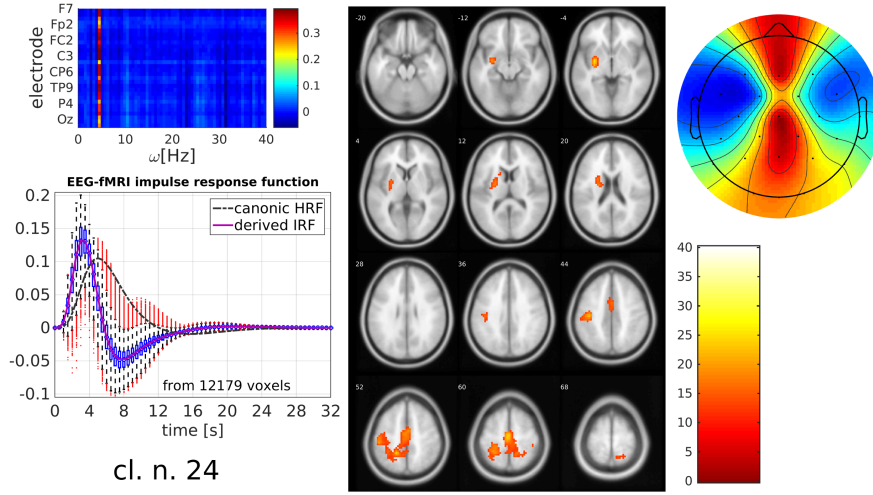 F7
Fp2
FC2
C3
CP6
TP9
P4
Oz
electrode
0 10 20 30 40
ω[Hz]
0.3
0.2
0.1
0
EEG-fMRI impulse response function
0.2
0.15
0.1
0.05
0
-0.05
-0.1
canonic HRF
derived IRF
from 12179 voxels
0 4 8 12 16 20 24 28 32
time [s]
cl. n. 24
-20 -12 -4
4 12 20
28 36 44
52 60 68
40
35
30
25
20
15
10
5
0